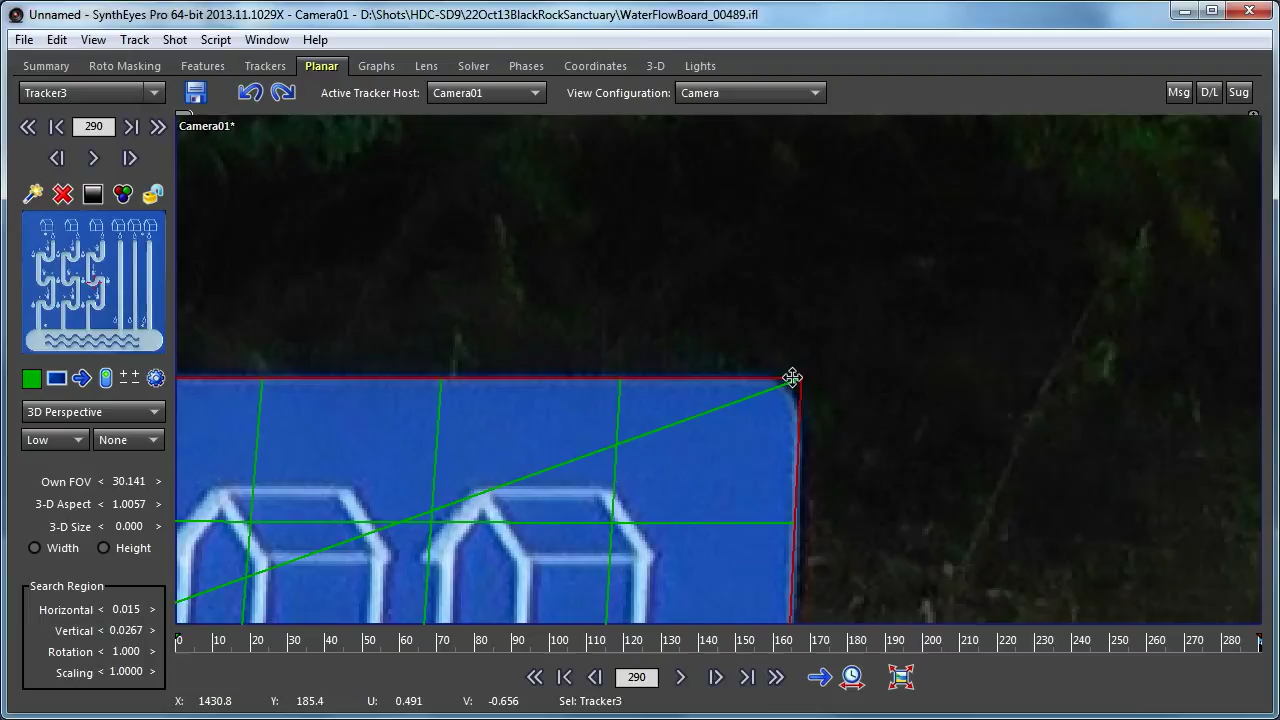 Unnamed - SynthEyes Pro 64-bit 2013.11.1029X - Camera01 - D:\Shots\HDC-SD9\22Oct13BlackRockSanctuary\WaterFlowBoard_00489.ifl
File Edit View Track Shot Script Window Help
Summary Roto Masking Features Trackers Planar Graphs Lens Solver Phases Coordinates 3-D Lights
Tracker3 Active Tracker Host: Camera01 View Configuration: Camera Msg D/L Sug
290
Camera01*
3D Perspective
Low None
Own FOV < 30.141 >
3-D Aspect < 1.0057 >
3-D Size < 0.000 >
Width Height
Search Region
Horizontal < 0.015 >
Vertical < 0.0267 >
Rotation < 1.000 >
Scaling < 1.0000 >
0 10 20 30 40 50 60 70 80 90 100 110 120 130 140 150 160 170 180 190 200 210 220 230 240 250 260 270 280
290
X: 1430.8 Y: 185.4 U: 0.491 V: -0.656 Sel: Tracker3